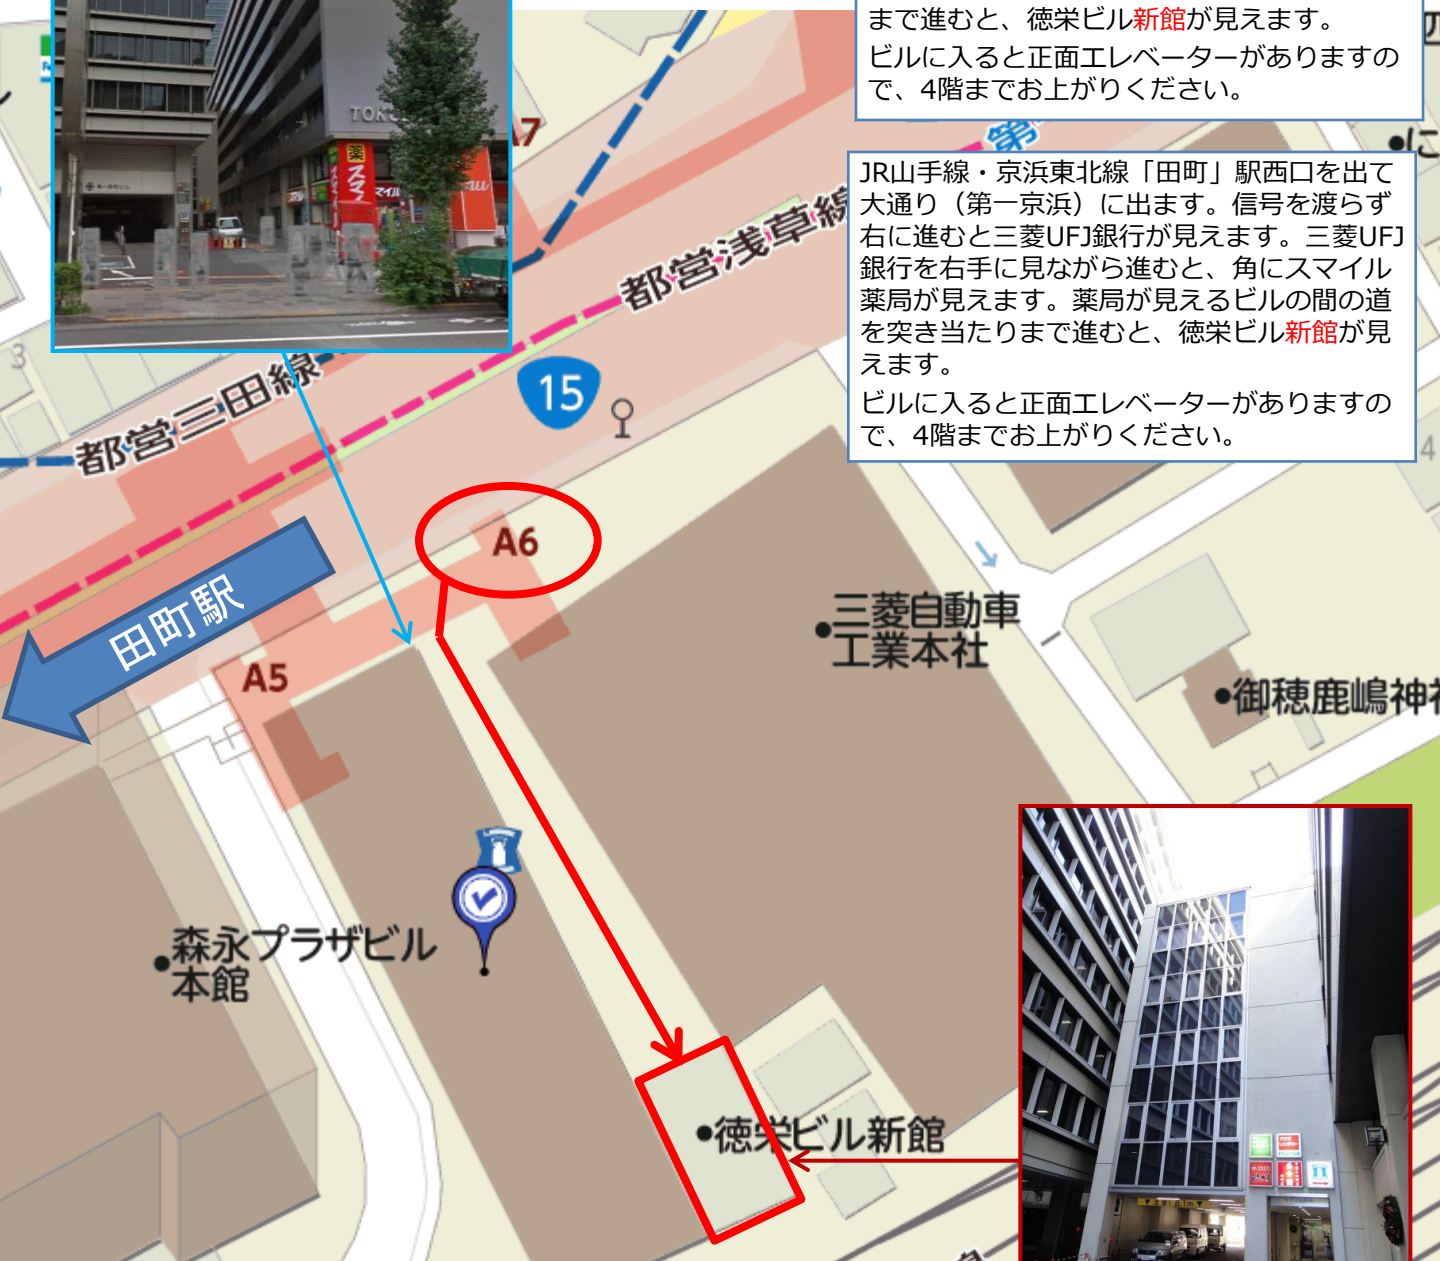 まで進むと、徳栄ビル新館が見えます。
ビルに入ると正面エレベーターがありますの
で、4階までお上がりください。
JR山手線・京浜東北線「田町」駅西口を出て
大通り（第一京浜）に出ます。信号を渡らず
右に進むと三菱UFJ銀行が見えます。三菱UFJ
銀行を右手に見ながら進むと、角にスマイル
薬局が見えます。薬局が見えるビルの間の道
を突き当たりまで進むと、徳栄ビル新館が見
えます。
ビルに入ると正面エレベーターがありますの
で、4階までお上がりください。
薬
スマイ
A7
第
に
都営浅草線
3
15
都営三田線
4
A6
田町駅
A5
三菱自動車
工業本社
御穂鹿嶋神
森永プラザビル
本館
徳栄ビル新館